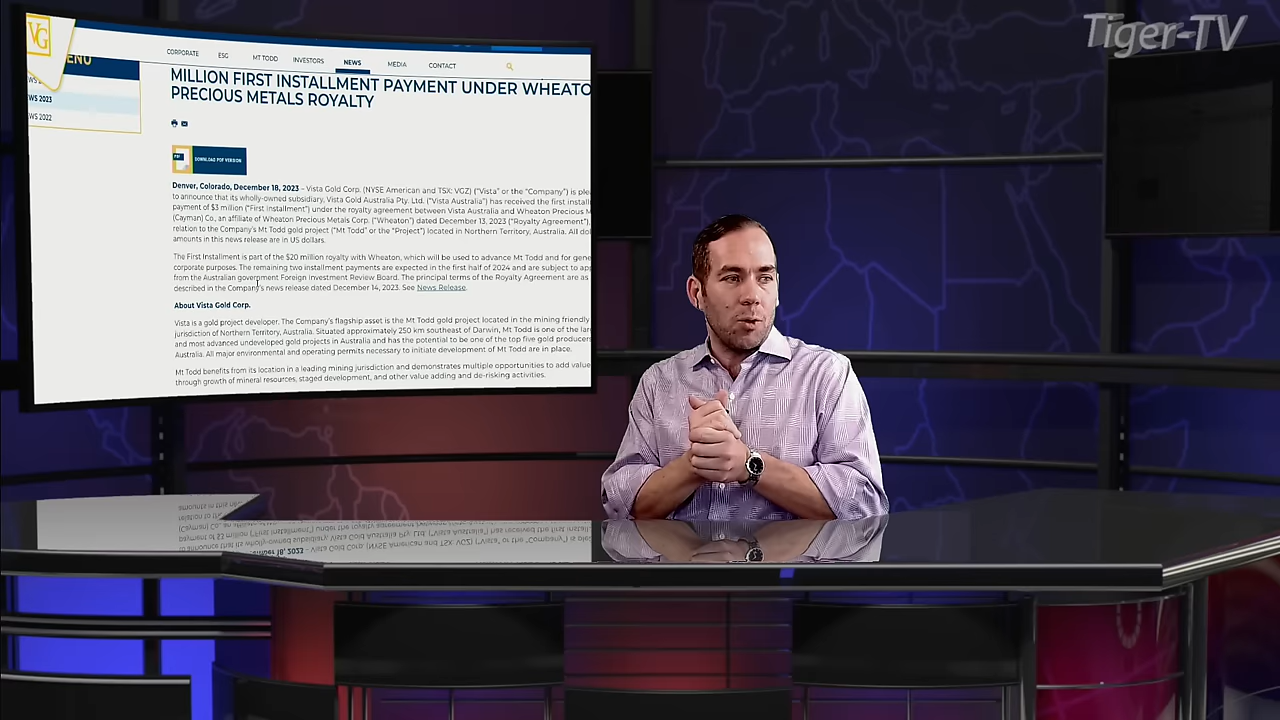 Tiger-TV
VG
CORPORATE ESG MT TODD INVESTORS NEWS MEDIA CONTACT
MILLION FIRST INSTALLMENT PAYMENT UNDER WHEATO
PRECIOUS METALS ROYALTY
ENU
WS 2023
WS 2022
PDF
DOWNLOAD PDF VERSION
Denver, Colorado, December 18, 2023 – Vista Gold Corp. (NYSE American and TSX: VGZ) (“Vista” or the “Company”) is ple
to announce that its wholly-owned subsidiary, Vista Gold Australia Pty. Ltd. (“Vista Australia”) has received the first install
payment of $3 million (“First Installment”) under the royalty agreement between Vista Australia and Wheaton Precious M
(Cayman) Co., an affiliate of Wheaton Precious Metals Corp. (“Wheaton”) dated December 13, 2023 (“Royalty Agreement”),
relation to the Company's Mt Todd gold project (“Mt Todd” or the “Project”) located in Northern Territory, Australia. All dol
amounts in this news release are in US dollars.
The First Installment is part of the $20 million royalty with Wheaton, which will be used to advance Mt Todd and for gene
corporate purposes. The remaining two installment payments are expected in the first half of 2024 and are subject to app
from the Australian government Foreign Investment Review Board. The principal terms of the Royalty Agreement are as
described in the Company's news release dated December 14, 2023. See News Release.
About Vista Gold Corp.
Vista is a gold project developer. The Company's flagship asset is the Mt Todd gold project located in the mining friendly
jurisdiction of Northern Territory, Australia. Situated approximately 250 km southeast of Darwin, Mt Todd is one of the lar
and most advanced undeveloped gold projects in Australia and has the potential to be one of the top five gold producers
Australia. All major environmental and operating permits necessary to initiate development of Mt Todd are in place.
Mt Todd benefits from its location in a leading mining jurisdiction and demonstrates multiple opportunities to add value
through growth of mineral resources, staged development, and other value adding and de-risking activities.